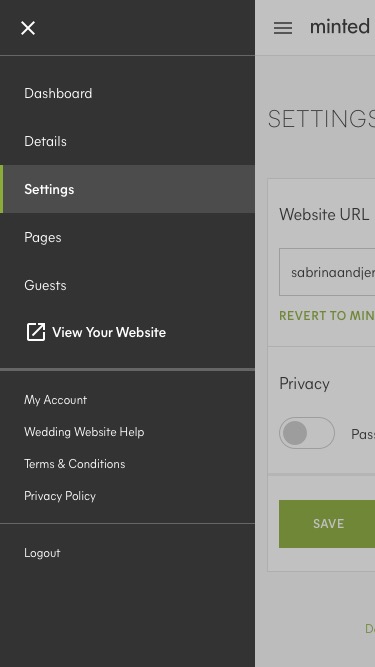 minted
Dashboard
Details
Settings
Pages
Guests
View Your Website
My Account
Wedding Website Help
Terms & Conditions
Privacy Policy
Logout
SETTINGS
Website URL
sabrinaandjer
REVERT TO MIN
Privacy
Pass
SAVE